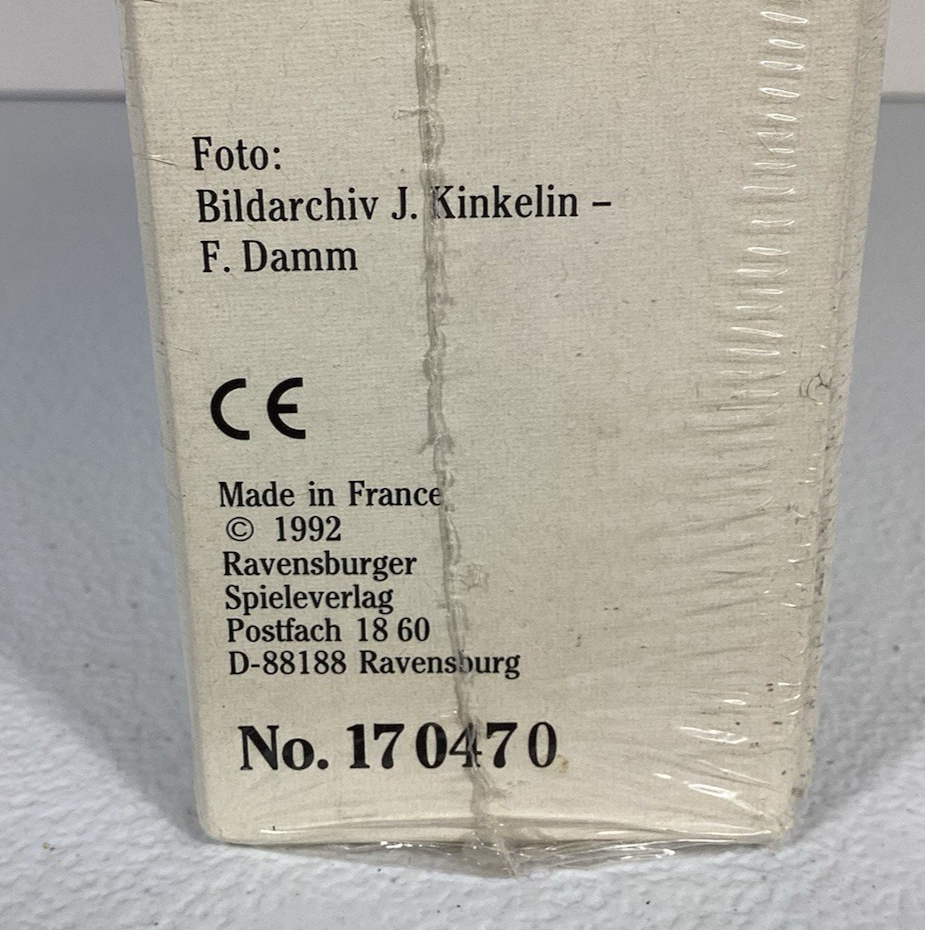 Foto:
Bildarchiv J. Kinkelin –
F. Damm
CE
Made in France
© 1992
Ravensburger
Spieleverlag
Postfach 18 60
D-88188 Ravensburg
No. 17 047 0